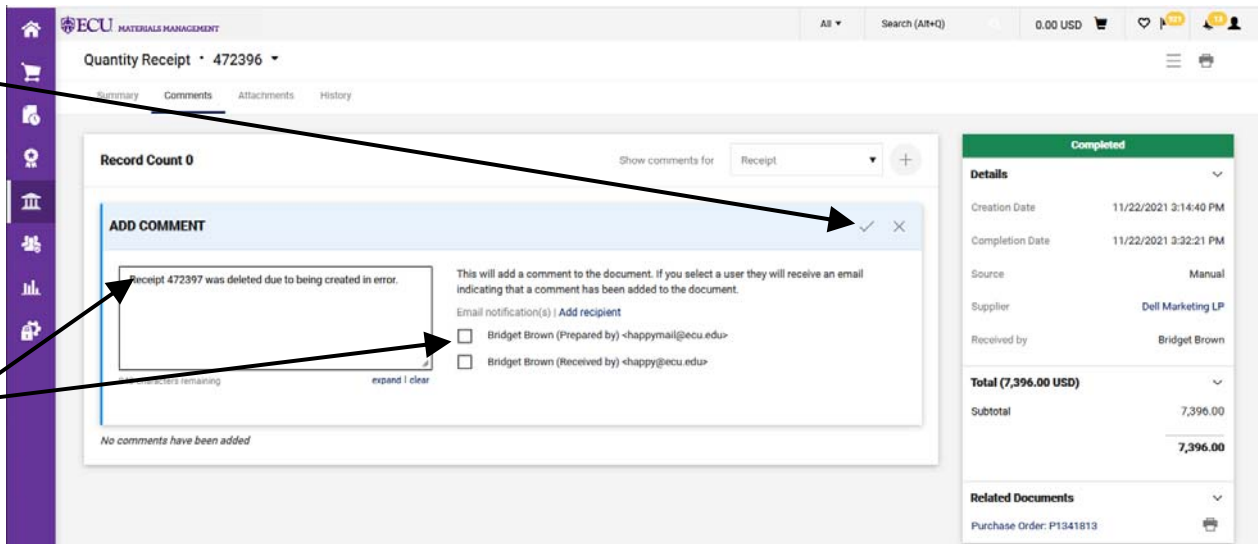 ECU MATERIALS MANAGEMENT
All
Search (Alt+Q)
0.00 USD
Quantity Receipt • 472396
Summary
Comments
Attachments
History
Record Count 0
Show comments for
Receipt
ADD COMMENT
Receipt 472397 was deleted due to being created in error.
characters remaining
expand | clear
This will add a comment to the document. If you select a user they will receive an email
indicating that a comment has been added to the document.
Email notification(s) | Add recipient
Bridget Brown (Prepared by) <happymail@ecu.edu>
Bridget Brown (Received by) <happy@ecu.edu>
No comments have been added
Completed
Details
Creation Date 11/22/2021 3:14:40 PM
Completion Date 11/22/2021 3:32:21 PM
Source Manual
Supplier Dell Marketing LP
Received by Bridget Brown
Total (7,396.00 USD)
Subtotal 7,396.00
7,396.00
Related Documents
Purchase Order: P1341813